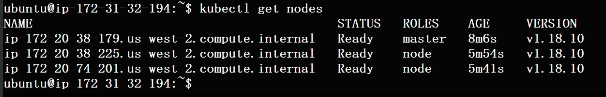 ubuntu@ip-172-31-32-194:~$ kubectl get nodes
NAME STATUS ROLES AGE VERSION
ip-172-20-38-179.us-west-2.compute.internal Ready master 8m6s v1.18.10
ip-172-20-38-225.us-west-2.compute.internal Ready node 5m54s v1.18.10
ip-172-20-74-201.us-west-2.compute.internal Ready node 5m41s v1.18.10
ubuntu@ip-172-31-32-194:~$